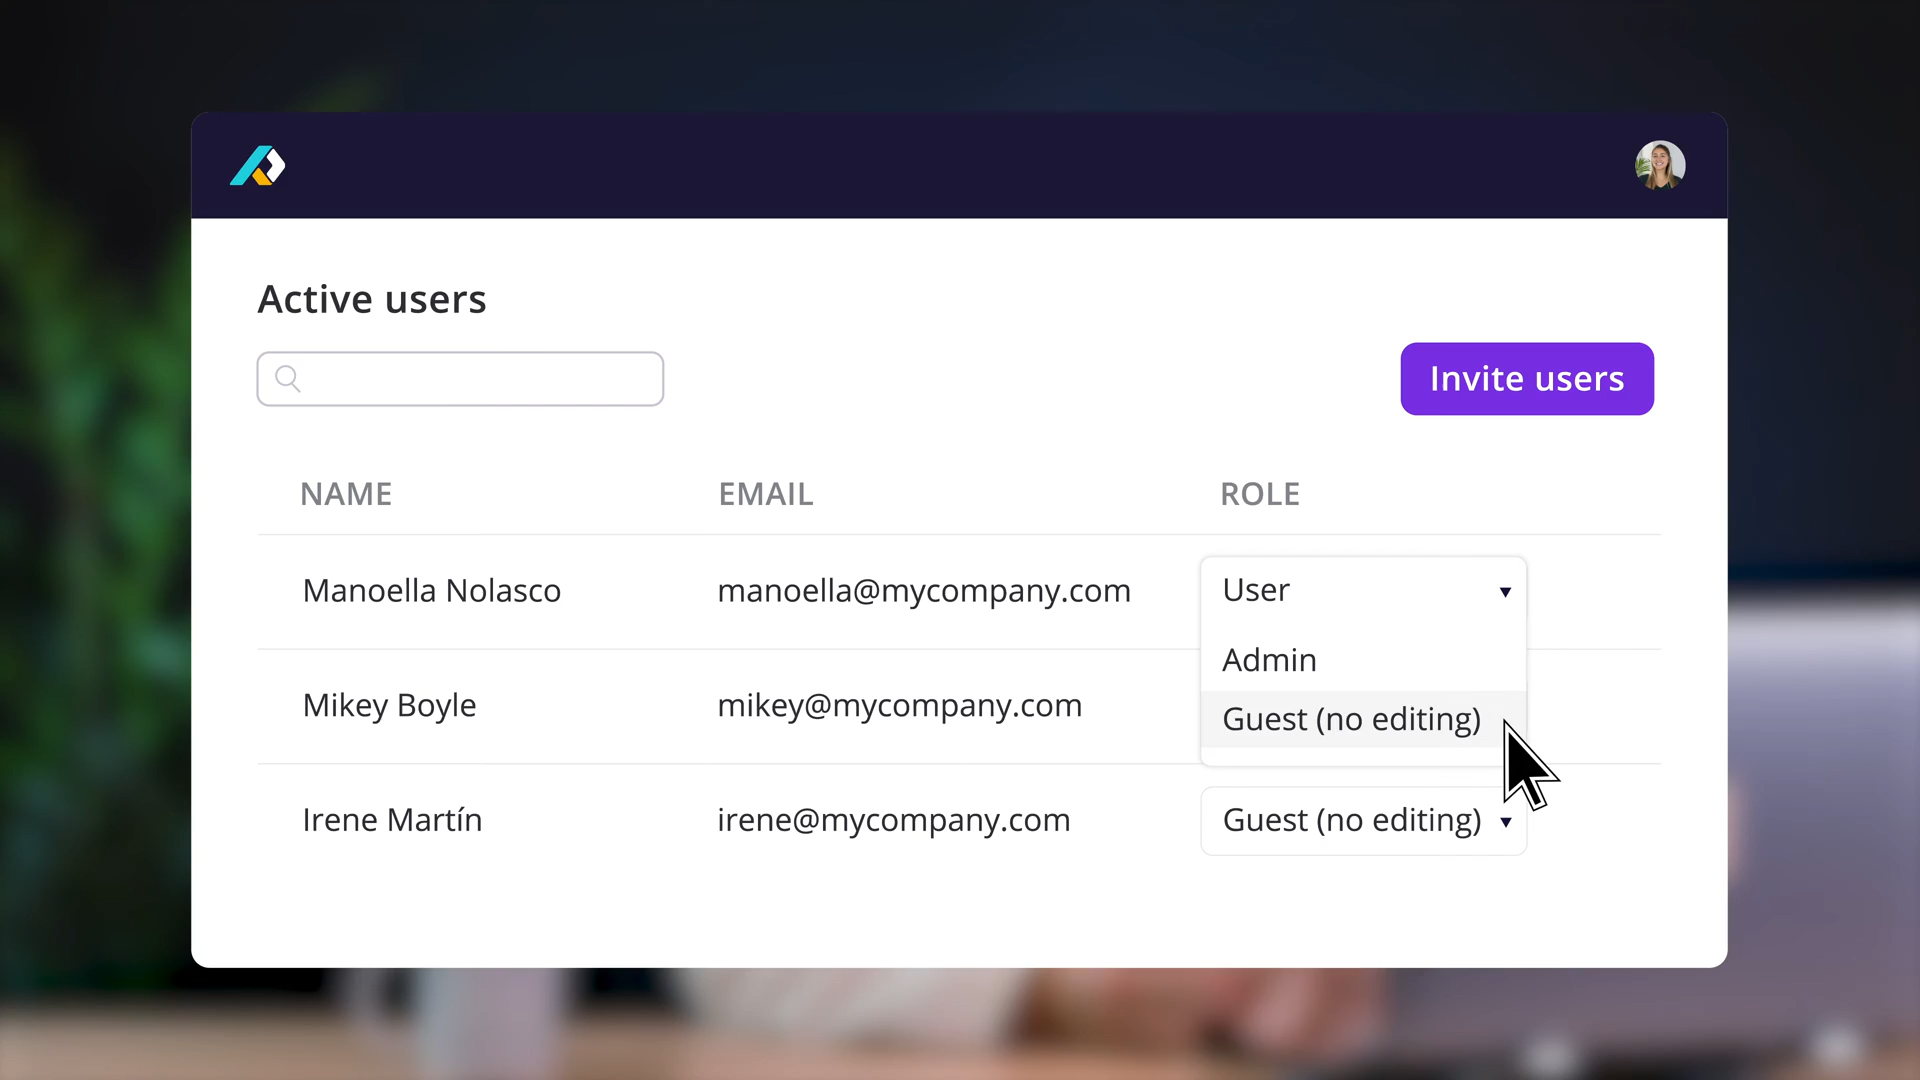 Active users
Invite users
NAME EMAIL ROLE
Manoella Nolasco manoella@mycompany.com User
Admin
Mikey Boyle mikey@mycompany.com Guest (no editing)
Irene Martín irene@mycompany.com Guest (no editing)